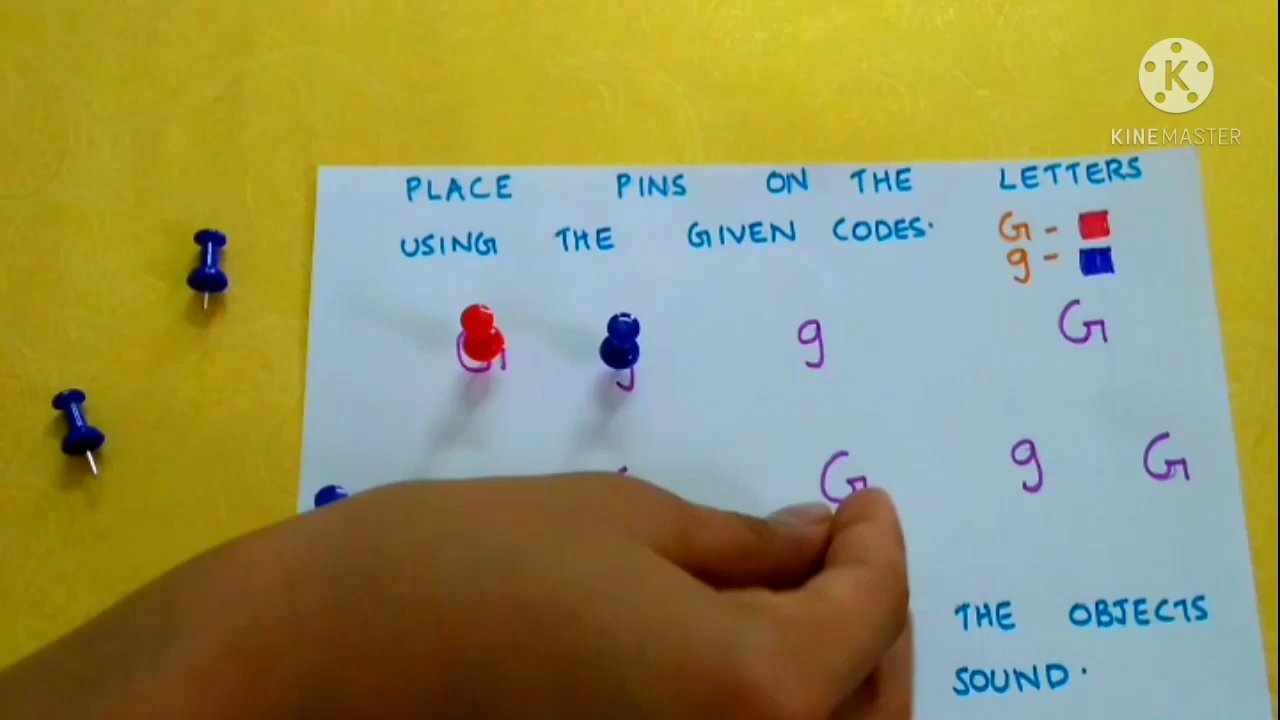 K
KINEMASTER
PLACE PINS ON THE LETTERS
USING THE GIVEN CODES.
G -
g -
G g g G
G g G
THE OBJECTS
SOUND.